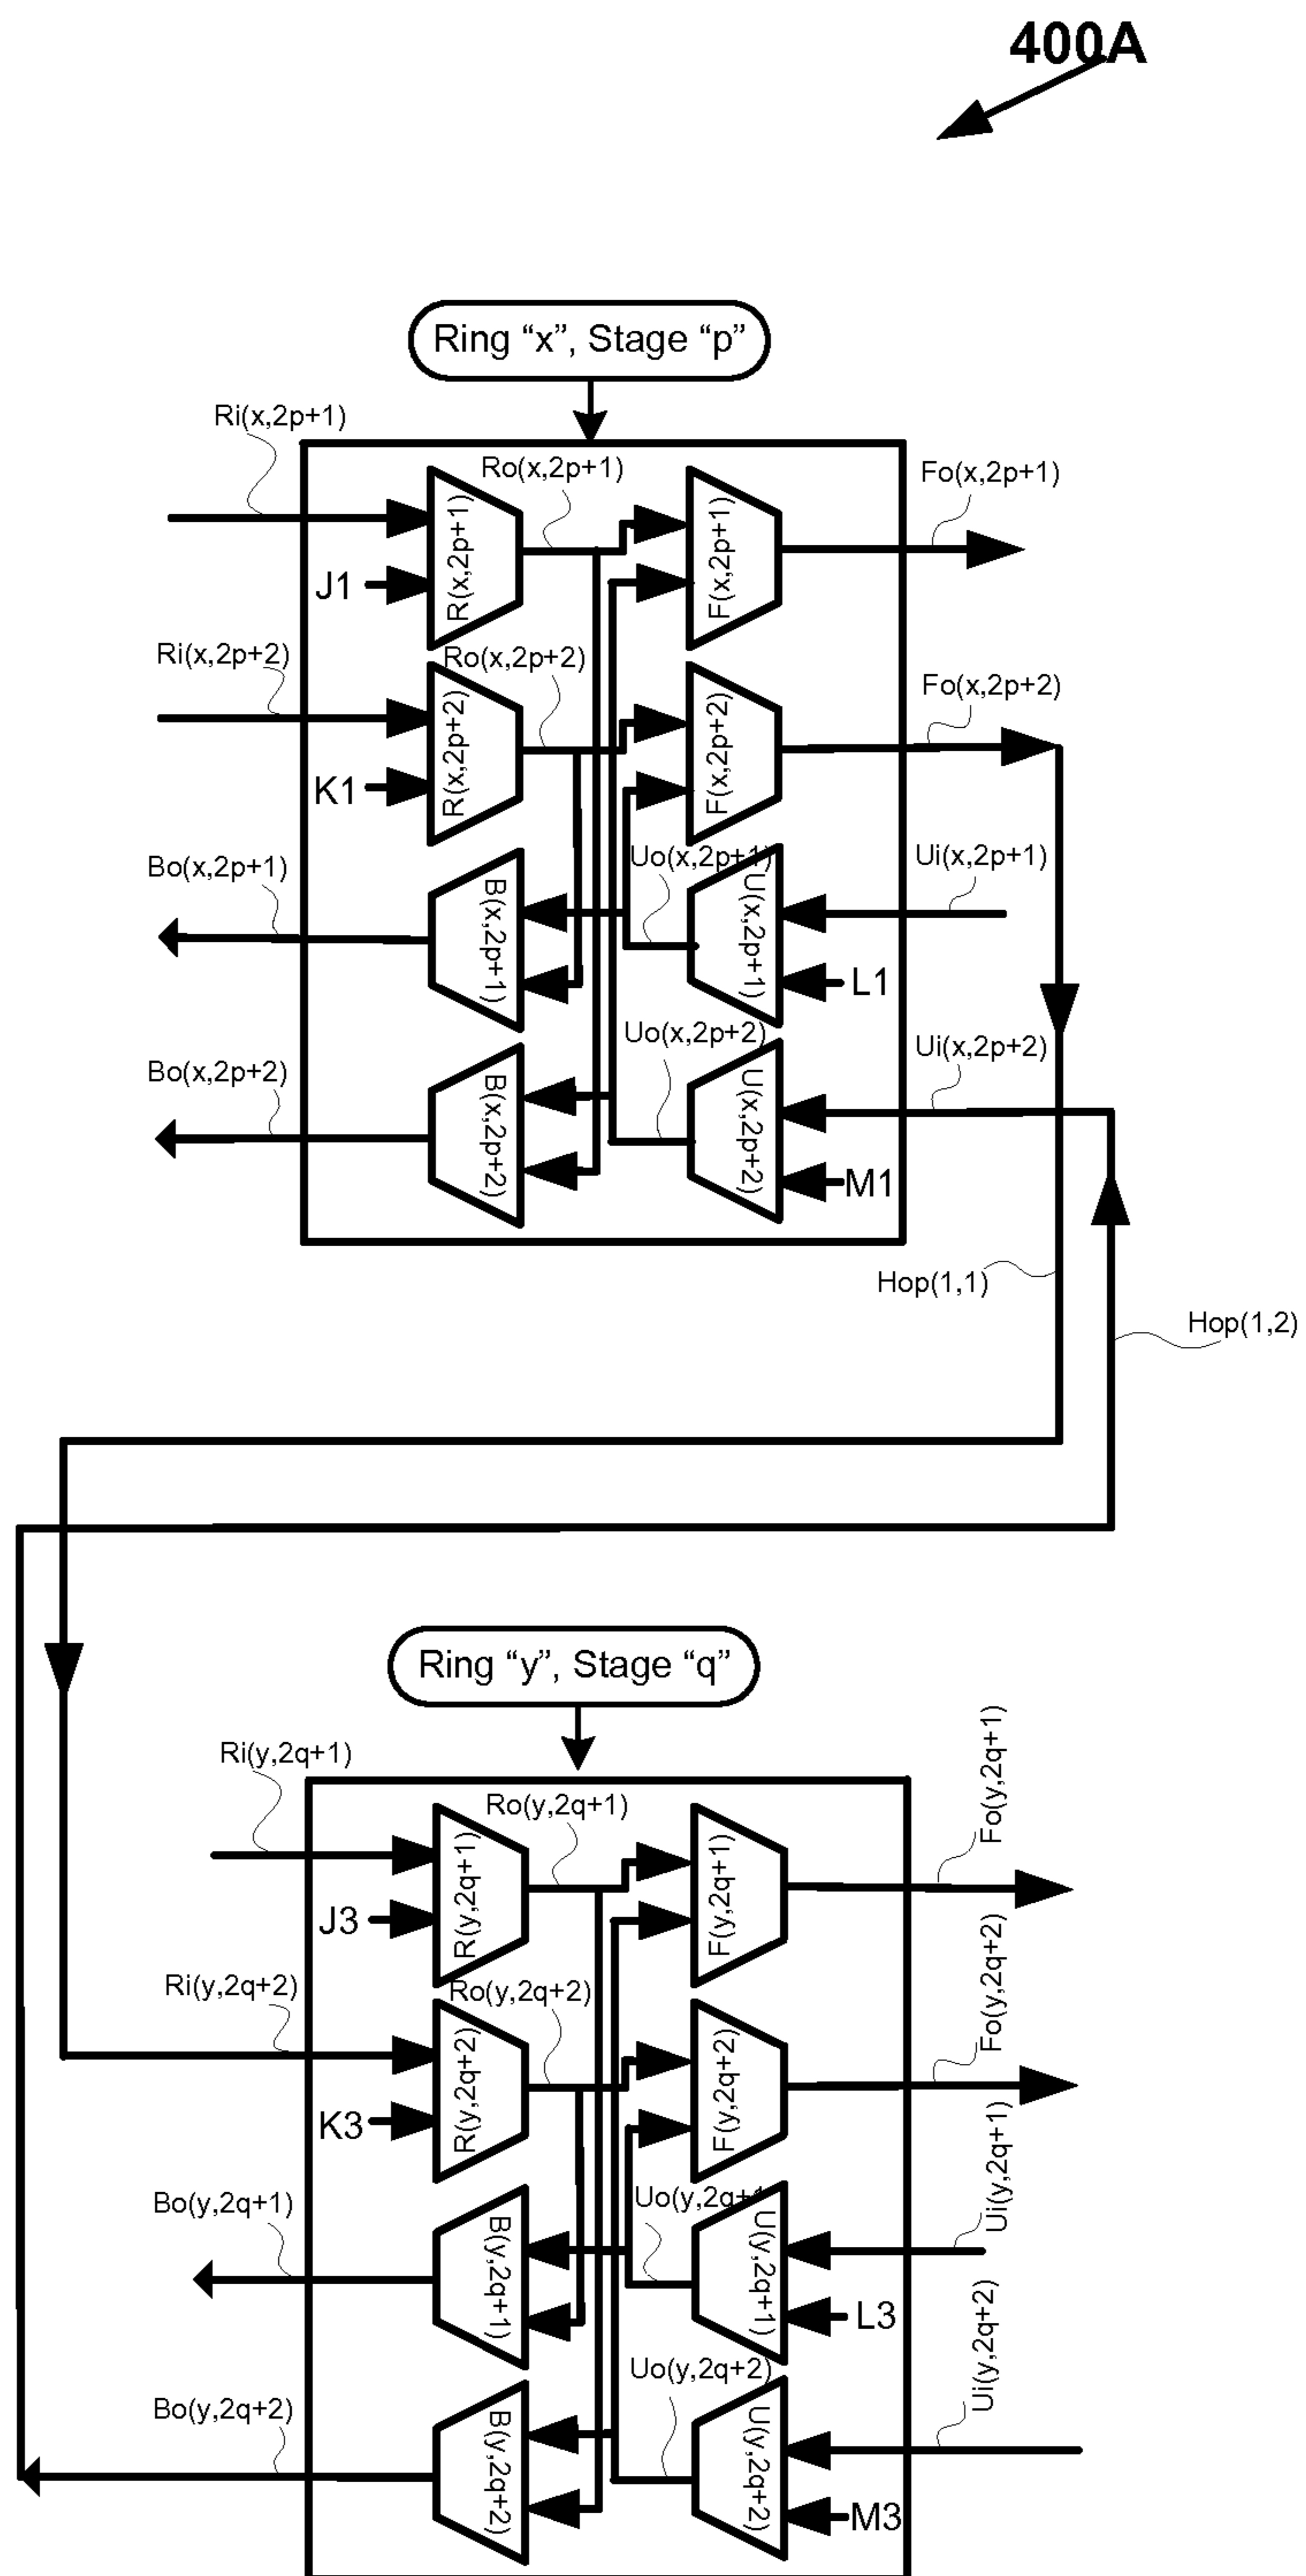 400A
Ring “x”, Stage “p”
Ri(x,2p+1)
Ro(x,2p+1)
Fo(x,2p+1)
R(x,2p+1)
F(x,2p+1)
J1
Ri(x,2p+2)
Ro(x,2p+2)
Fo(x,2p+2)
R(x,2p+2)
F(x,2p+2)
K1
Bo(x,2p+1)
Uo(x,2p+1)
Ui(x,2p+1)
B(x,2p+1)
U(x,2p+1)
L1
Bo(x,2p+2)
Uo(x,2p+2)
Ui(x,2p+2)
B(x,2p+2)
U(x,2p+2)
M1
Hop(1,1)
Hop(1,2)
Ring “y”, Stage “q”
Ri(y,2q+1)
Ro(y,2q+1)
Fo(y,2q+1)
R(y,2q+1)
F(y,2q+1)
J3
Ri(y,2q+2)
Ro(y,2q+2)
Fo(y,2q+2)
R(y,2q+2)
F(y,2q+2)
K3
Bo(y,2q+1)
Uo(y,2q+1
Ui(y,2q+1)
B(y,2q+1)
U(y,2q+1)
L3
Bo(y,2q+2)
Uo(y,2q+2)
Ui(y,2q+2)
B(y,2q+2)
U(y,2q+2)
M3